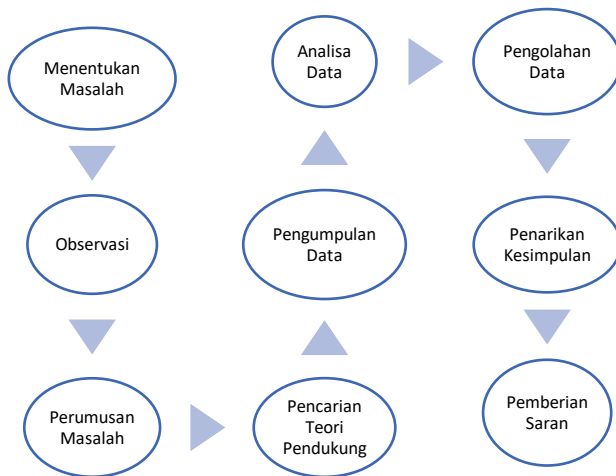 Menentukan
Masalah
Observasi
Perumusan
Masalah
Pencarian
Teori
Pendukung
Pengumpulan
Data
Analisa
Data
Pengolahan
Data
Penarikan
Kesimpulan
Pemberian
Saran